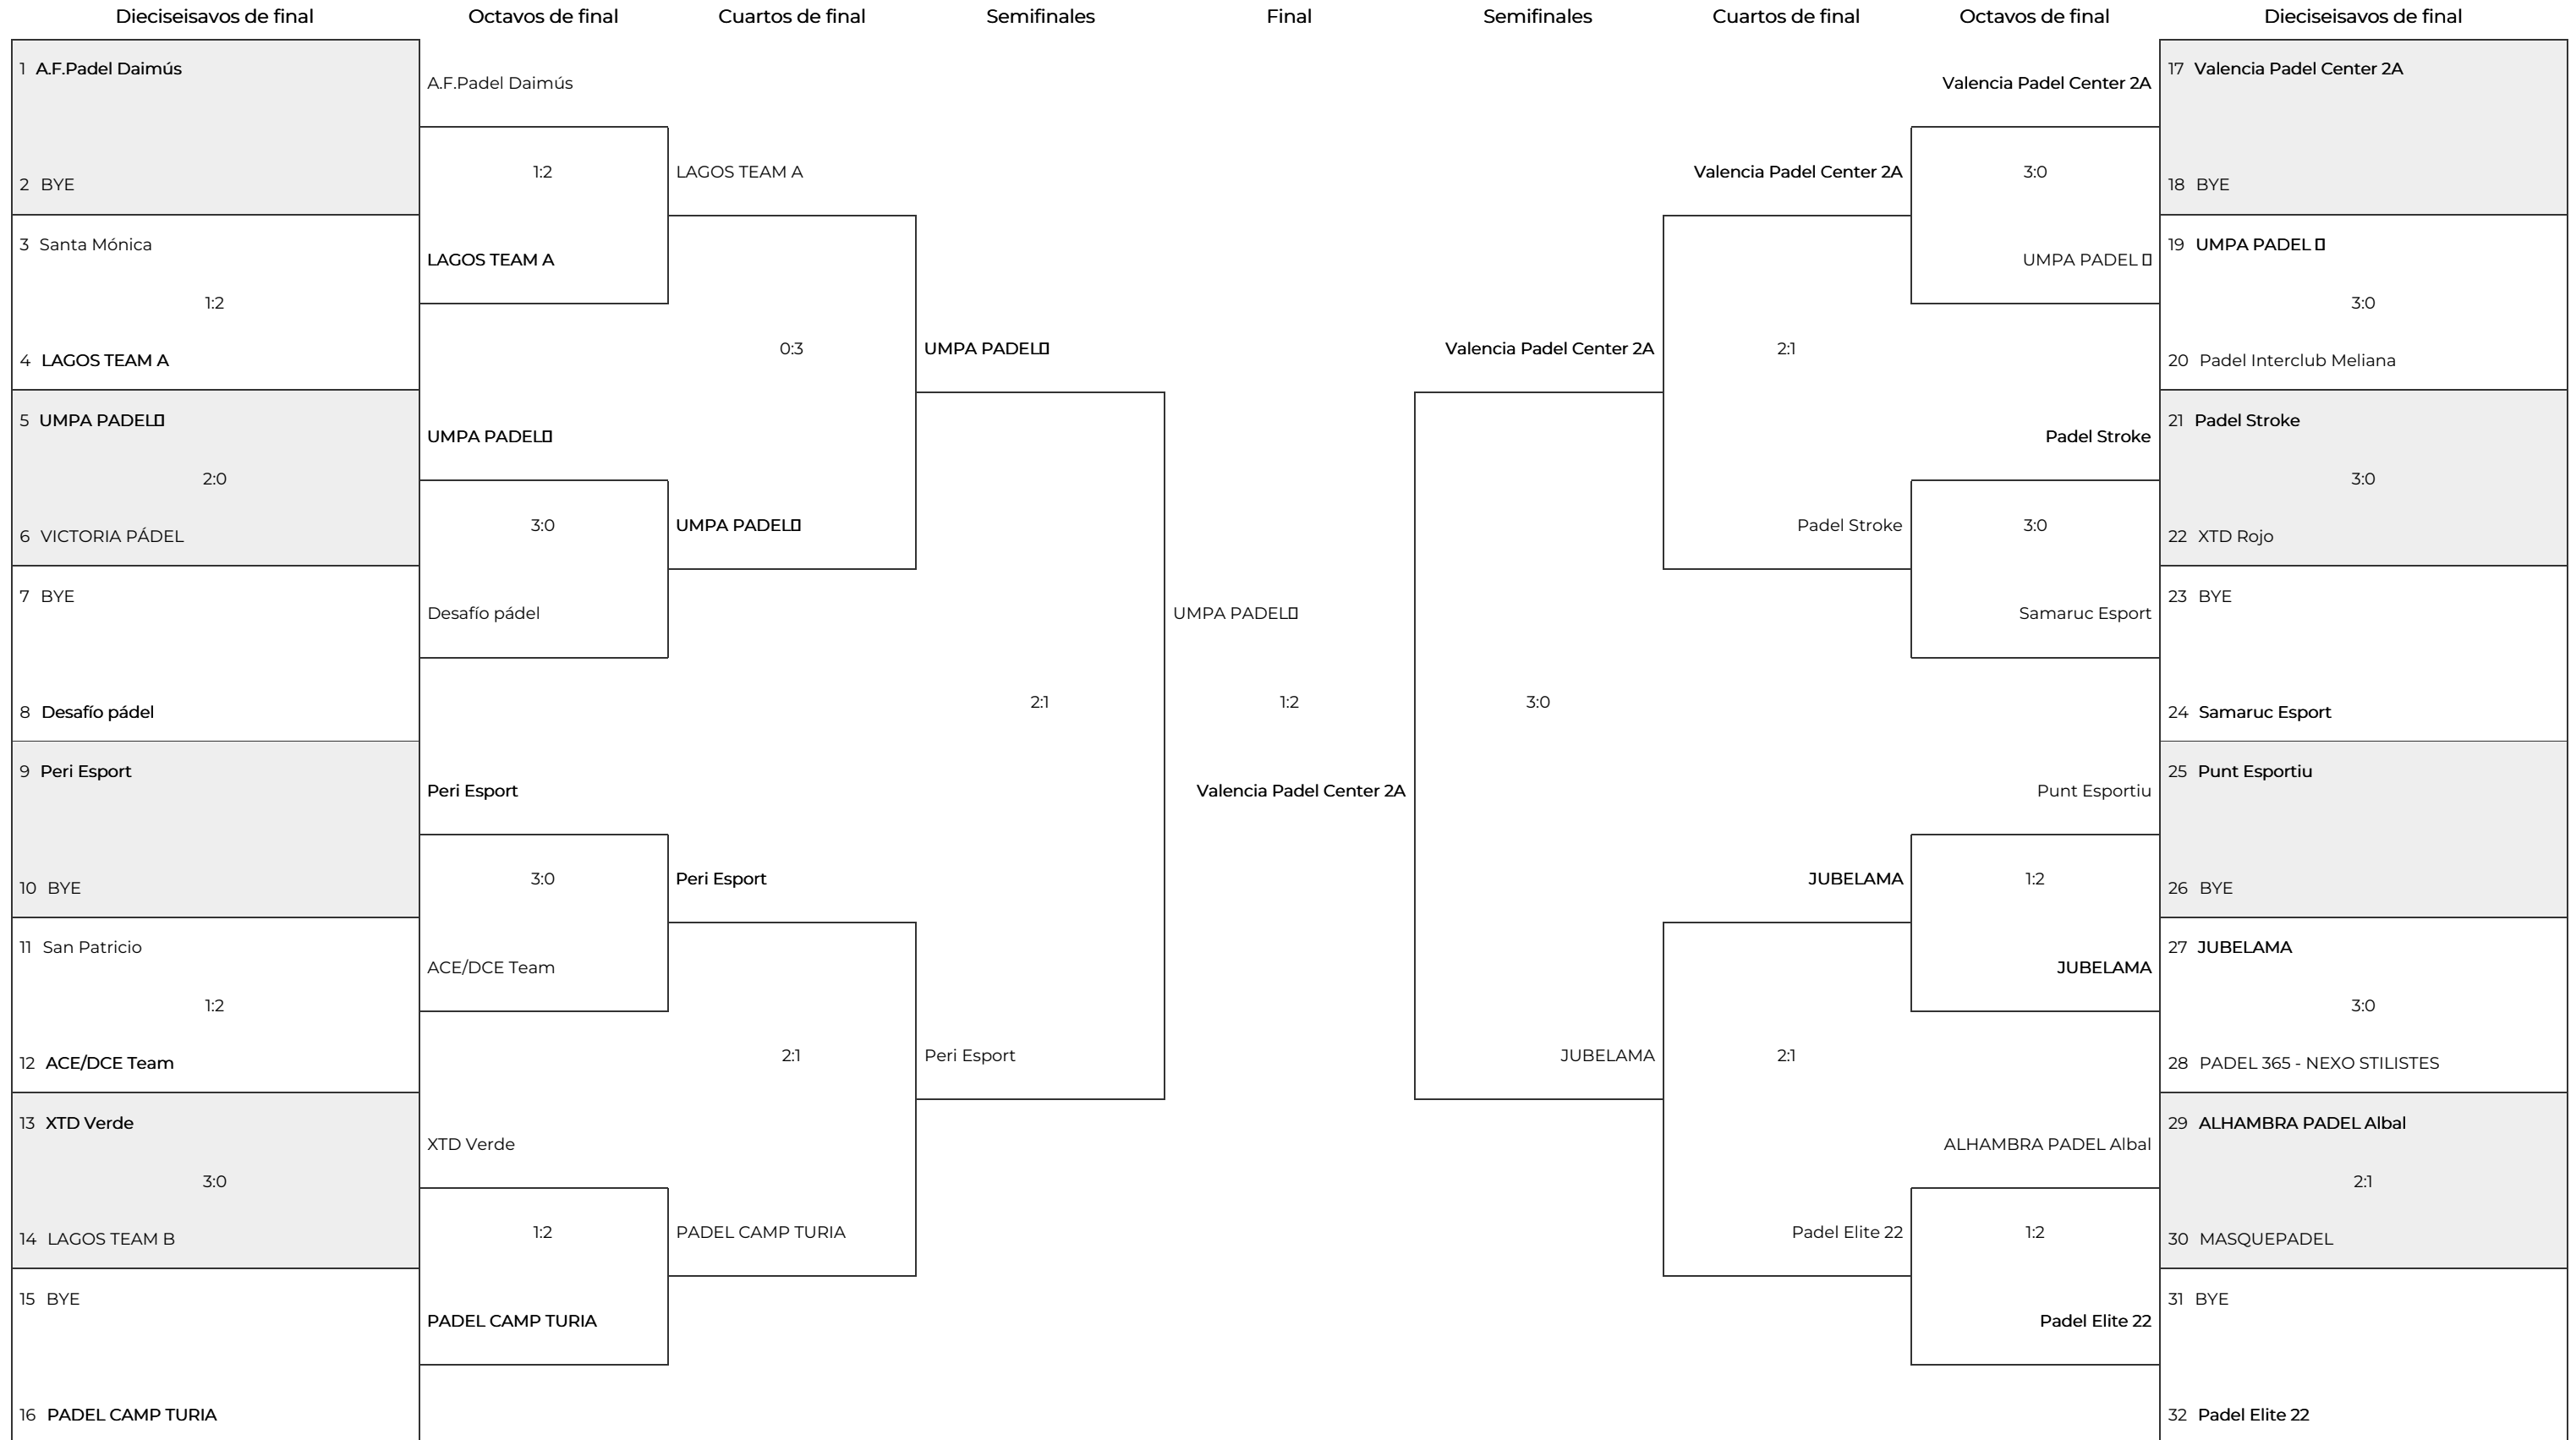 Dieciseisavos de final
Octavos de final
Cuartos de final
Semifinales
Final
Semifinales
Cuartos de final
Octavos de final
Dieciseisavos de final
1 A.F.Padel Daimús
2 BYE
3 Santa Mónica
1:2
4 LAGOS TEAM A
5 UMPA PADEL▯
2:0
6 VICTORIA PÁDEL
7 BYE
8 Desafío pádel
9 Peri Esport
10 BYE
11 San Patricio
1:2
12 ACE/DCE Team
13 XTD Verde
3:0
14 LAGOS TEAM B
15 BYE
16 PADEL CAMP TURIA
A.F.Padel Daimús
1:2
LAGOS TEAM A
UMPA PADEL▯
3:0
Desafío pádel
Peri Esport
3:0
ACE/DCE Team
XTD Verde
1:2
PADEL CAMP TURIA
LAGOS TEAM A
0:3
UMPA PADEL▯
Peri Esport
2:1
PADEL CAMP TURIA
UMPA PADEL▯
2:1
Peri Esport
UMPA PADEL▯
1:2
Valencia Padel Center 2A
Valencia Padel Center 2A
3:0
JUBELAMA
Valencia Padel Center 2A
2:1
Padel Stroke
JUBELAMA
2:1
Padel Elite 22
Valencia Padel Center 2A
3:0
UMPA PADEL ▯
Padel Stroke
3:0
Samaruc Esport
Punt Esportiu
1:2
JUBELAMA
ALHAMBRA PADEL Albal
1:2
Padel Elite 22
17 Valencia Padel Center 2A
18 BYE
19 UMPA PADEL ▯
3:0
20 Padel Interclub Meliana
21 Padel Stroke
3:0
22 XTD Rojo
23 BYE
24 Samaruc Esport
25 Punt Esportiu
26 BYE
27 JUBELAMA
3:0
28 PADEL 365 - NEXO STILISTES
29 ALHAMBRA PADEL Albal
2:1
30 MASQUEPADEL
31 BYE
32 Padel Elite 22